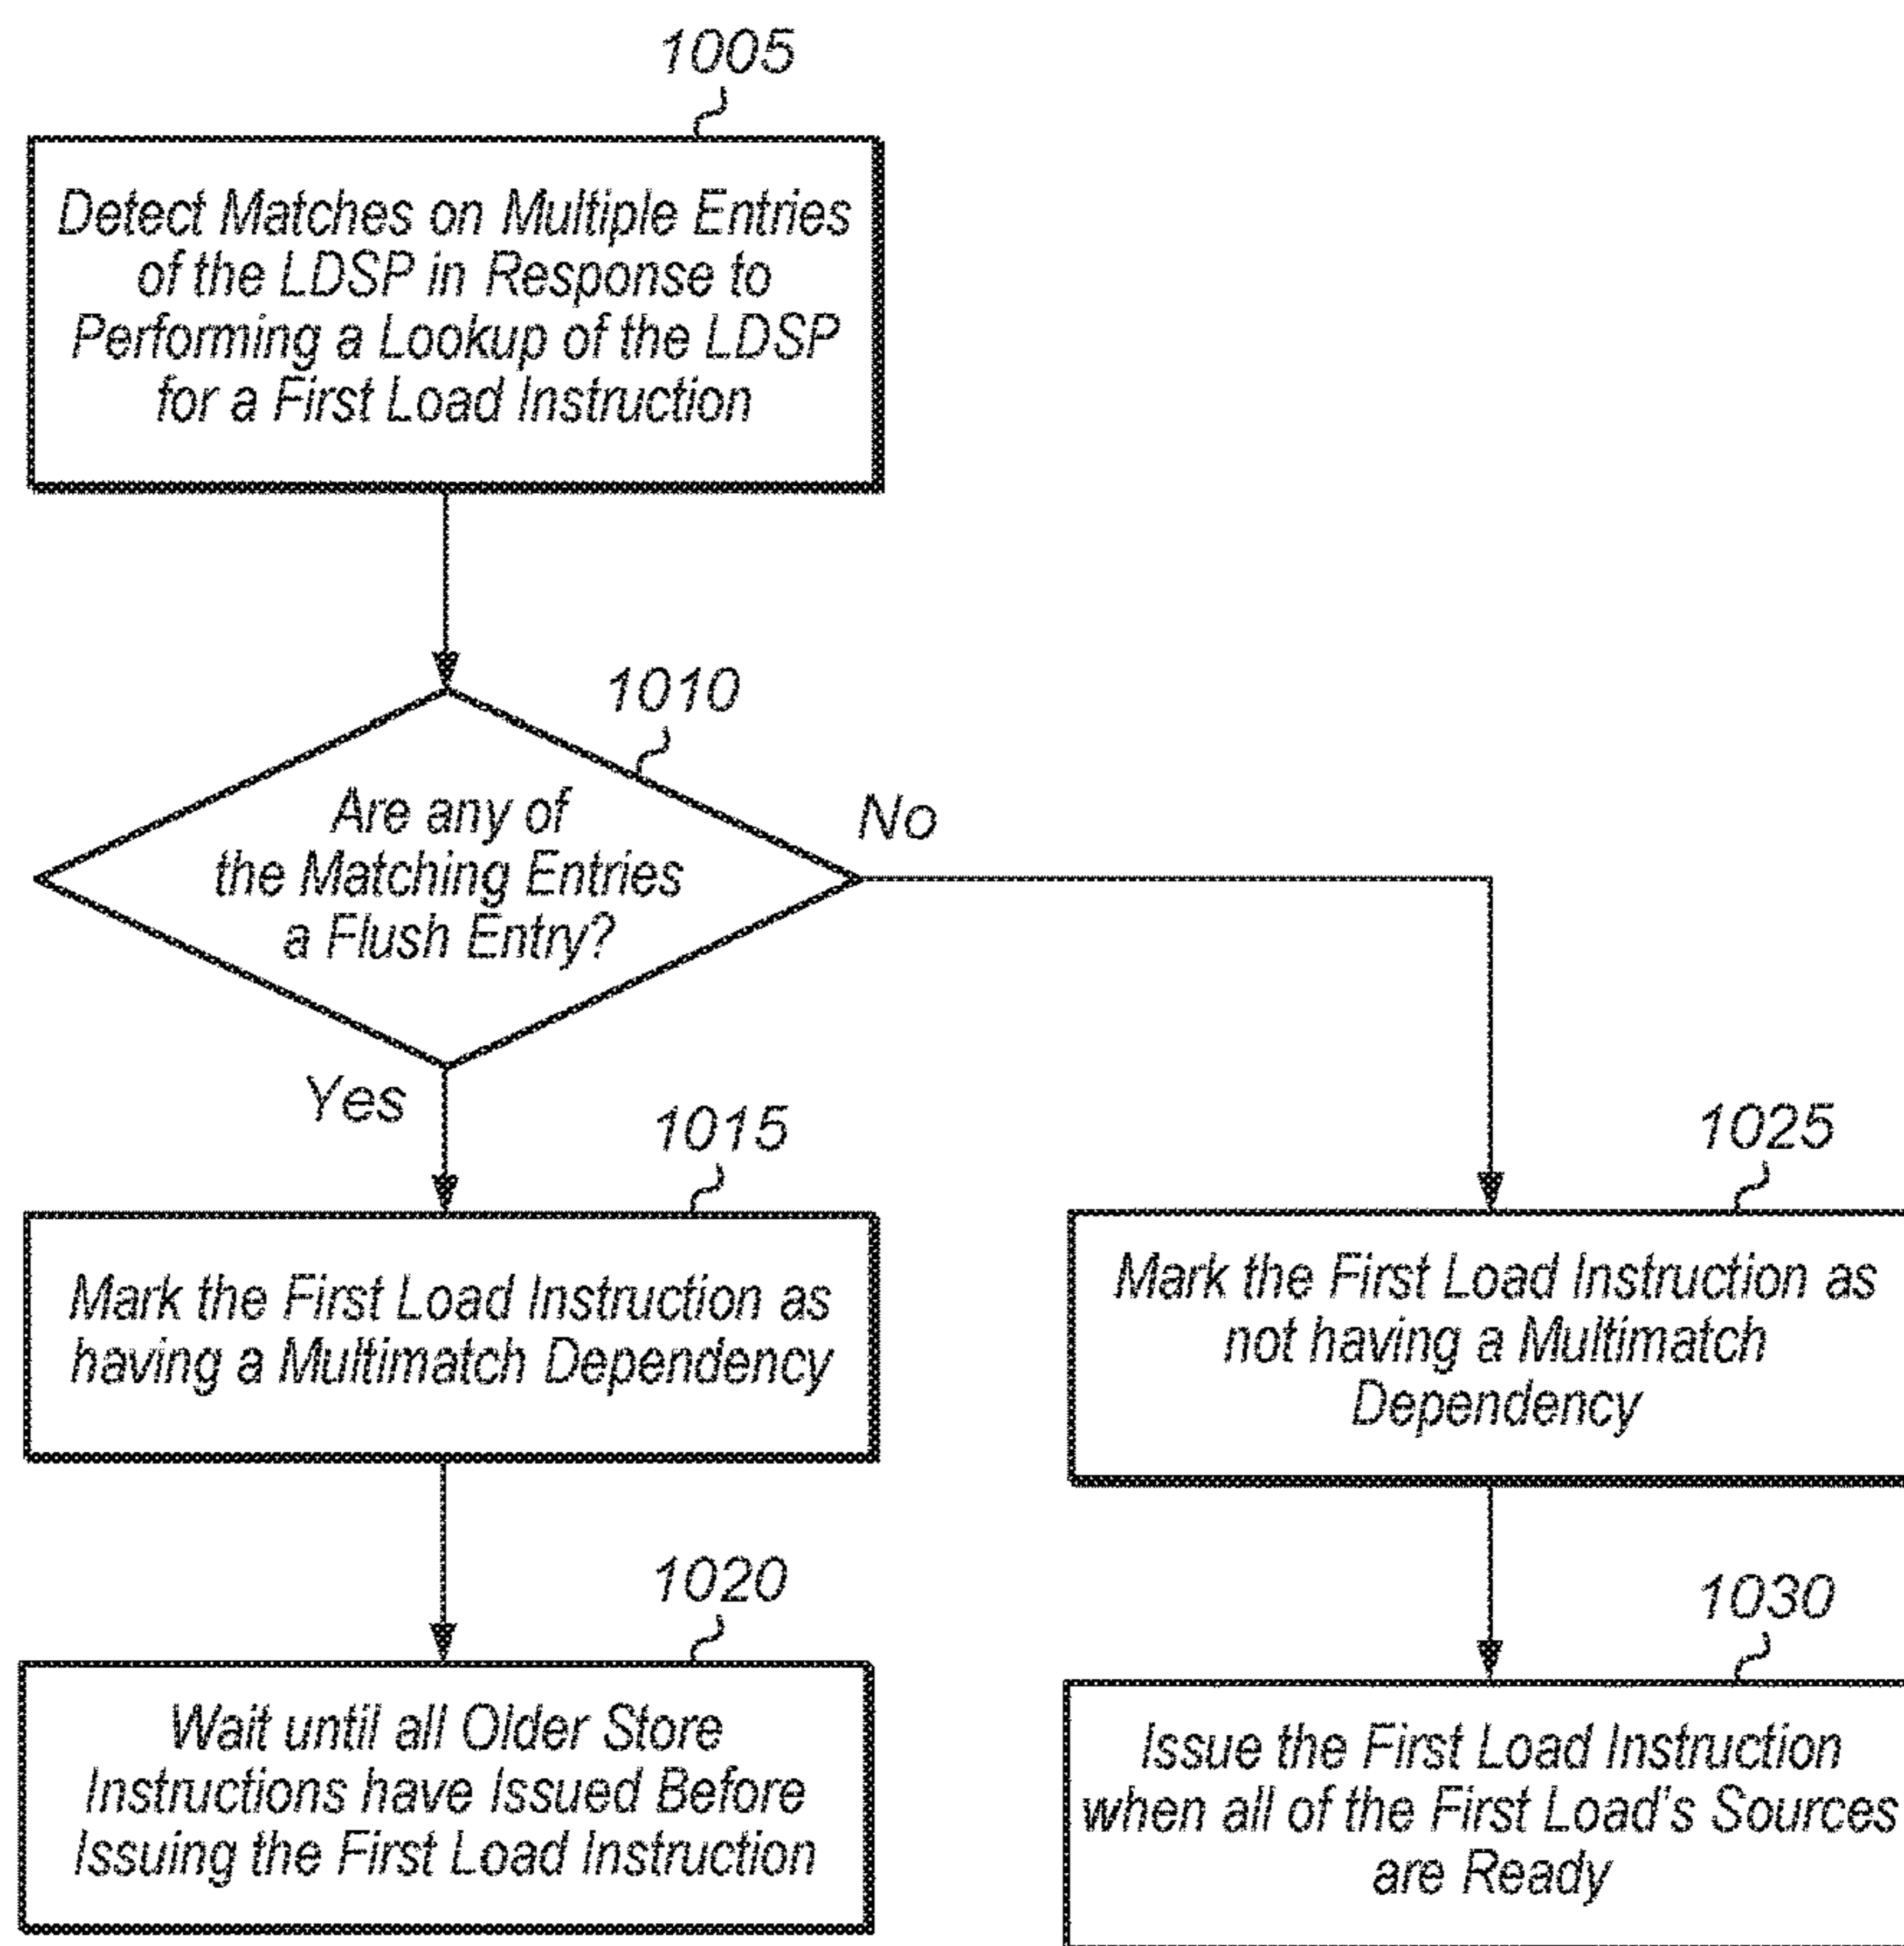 1005
Detect Matches on Multiple Entries
of the LDSP in Response to
Performing a Lookup of the LDSP
for a First Load Instruction
1010
Are any of
the Matching Entries
a Flush Entry?
No
Yes
1015
Mark the First Load Instruction as
having a Multimatch Dependency
1020
Wait until all Older Store
Instructions have Issued Before
Issuing the First Load Instruction
1025
Mark the First Load Instruction as
not having a Multimatch
Dependency
1030
Issue the First Load Instruction
when all of the First Load's Sources
are Ready